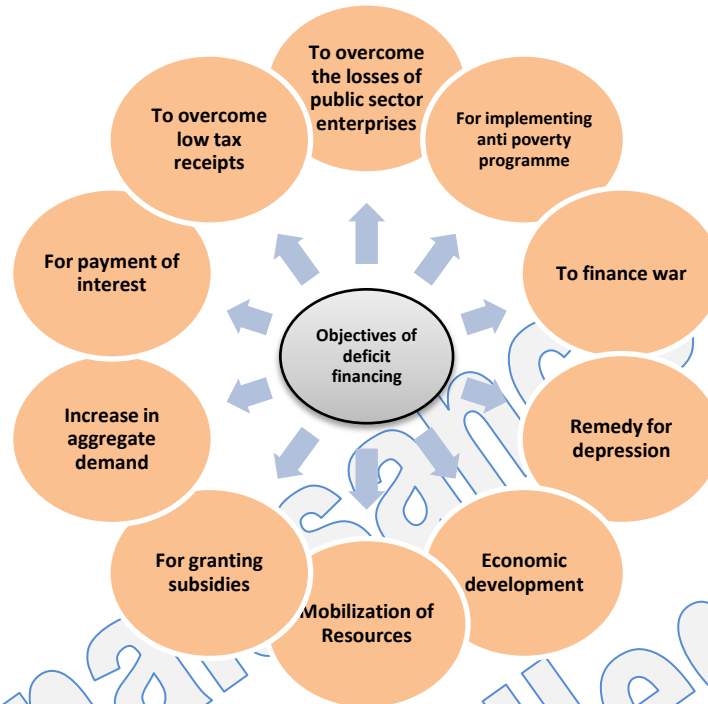 To overcome
the losses of
public sector
enterprises
For implementing
anti poverty
programme
To finance war
Remedy for
depression
Economic
development
Mobilization of
Resources
For granting
subsidies
Increase in
aggregate
demand
For payment of
interest
To overcome
low tax
receipts
Objectives of
deficit
financing